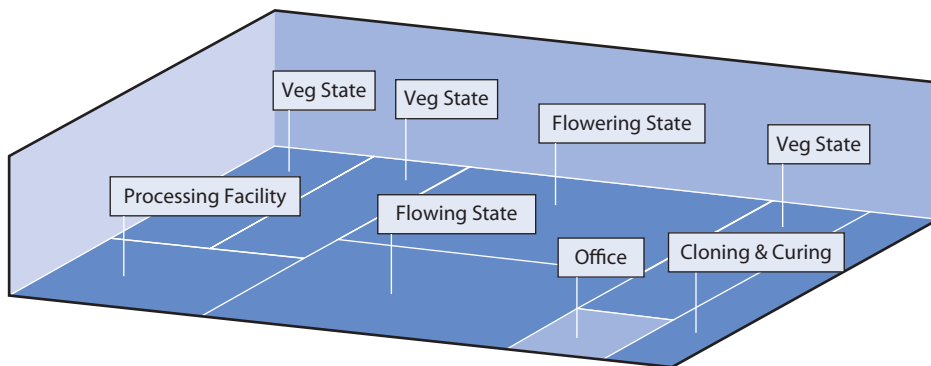 Veg State
Veg State
Flowering State
Veg State
Processing Facility
Flowing State
Office
Cloning & Curing